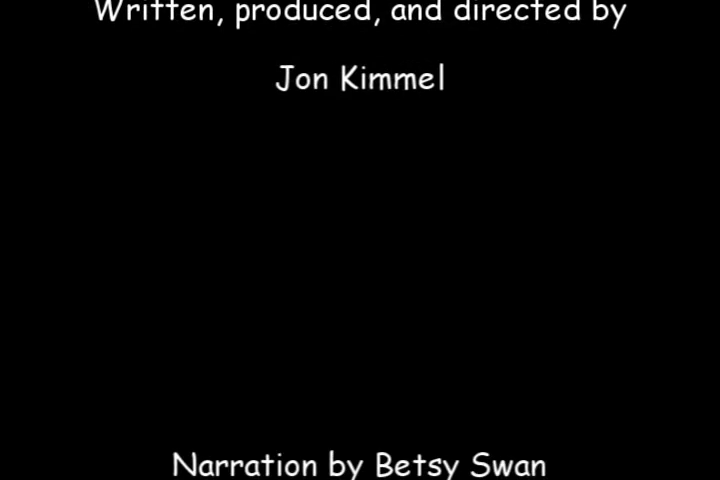 Written, produced, and directed by
Jon Kimmel
Narration by Betsy Swan